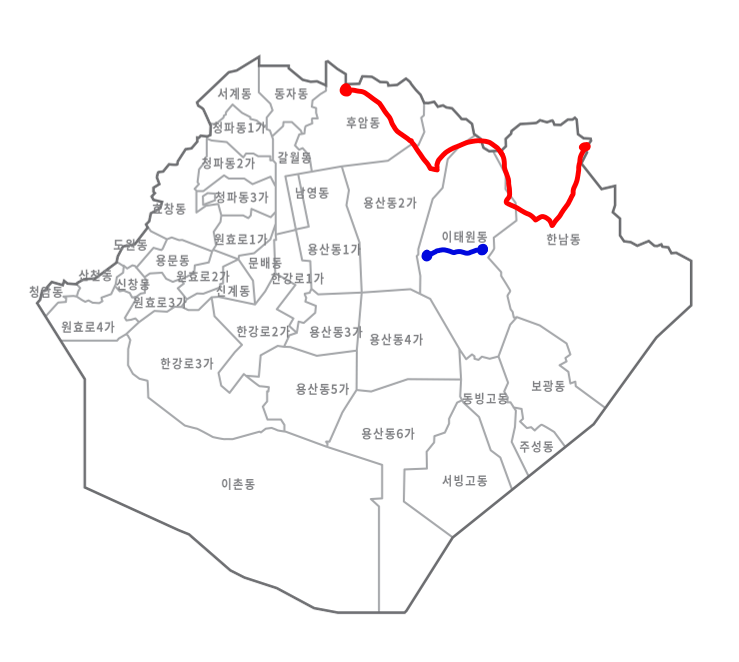 서계동
동자동
후암동
청파동1가
갈월동
청파동2가
남영동
청파동3가
용산동2가
효창동
이태원동
한남동
도원동
원효로1가
용산동1가
용문동
문배동
산천동
원효로2가
한강로1가
신창동
청암동
신계동
원효로3가
원효로4가
한강로2가
용산동3가
용산동4가
한강로3가
용산동5가
보광동
동빙고동
용산동6가
주성동
이촌동
서빙고동